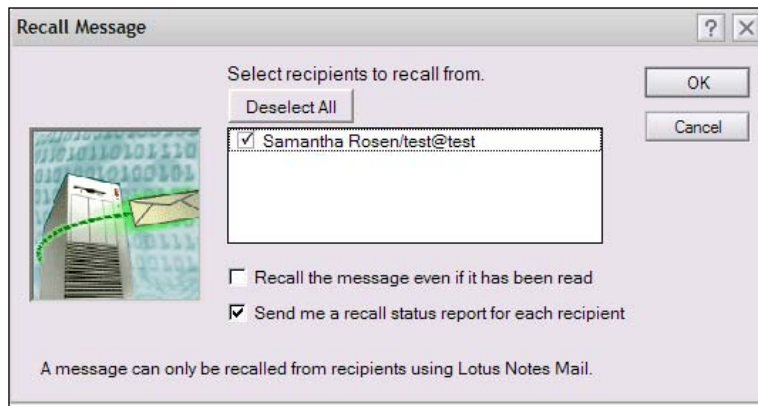 Recall Message
?
Select recipients to recall from.
OK
Deselect All
Cancel
Samantha Rosen/test@test
Recall the message even if it has been read
Send me a recall status report for each recipient
A message can only be recalled from recipients using Lotus Notes Mail.